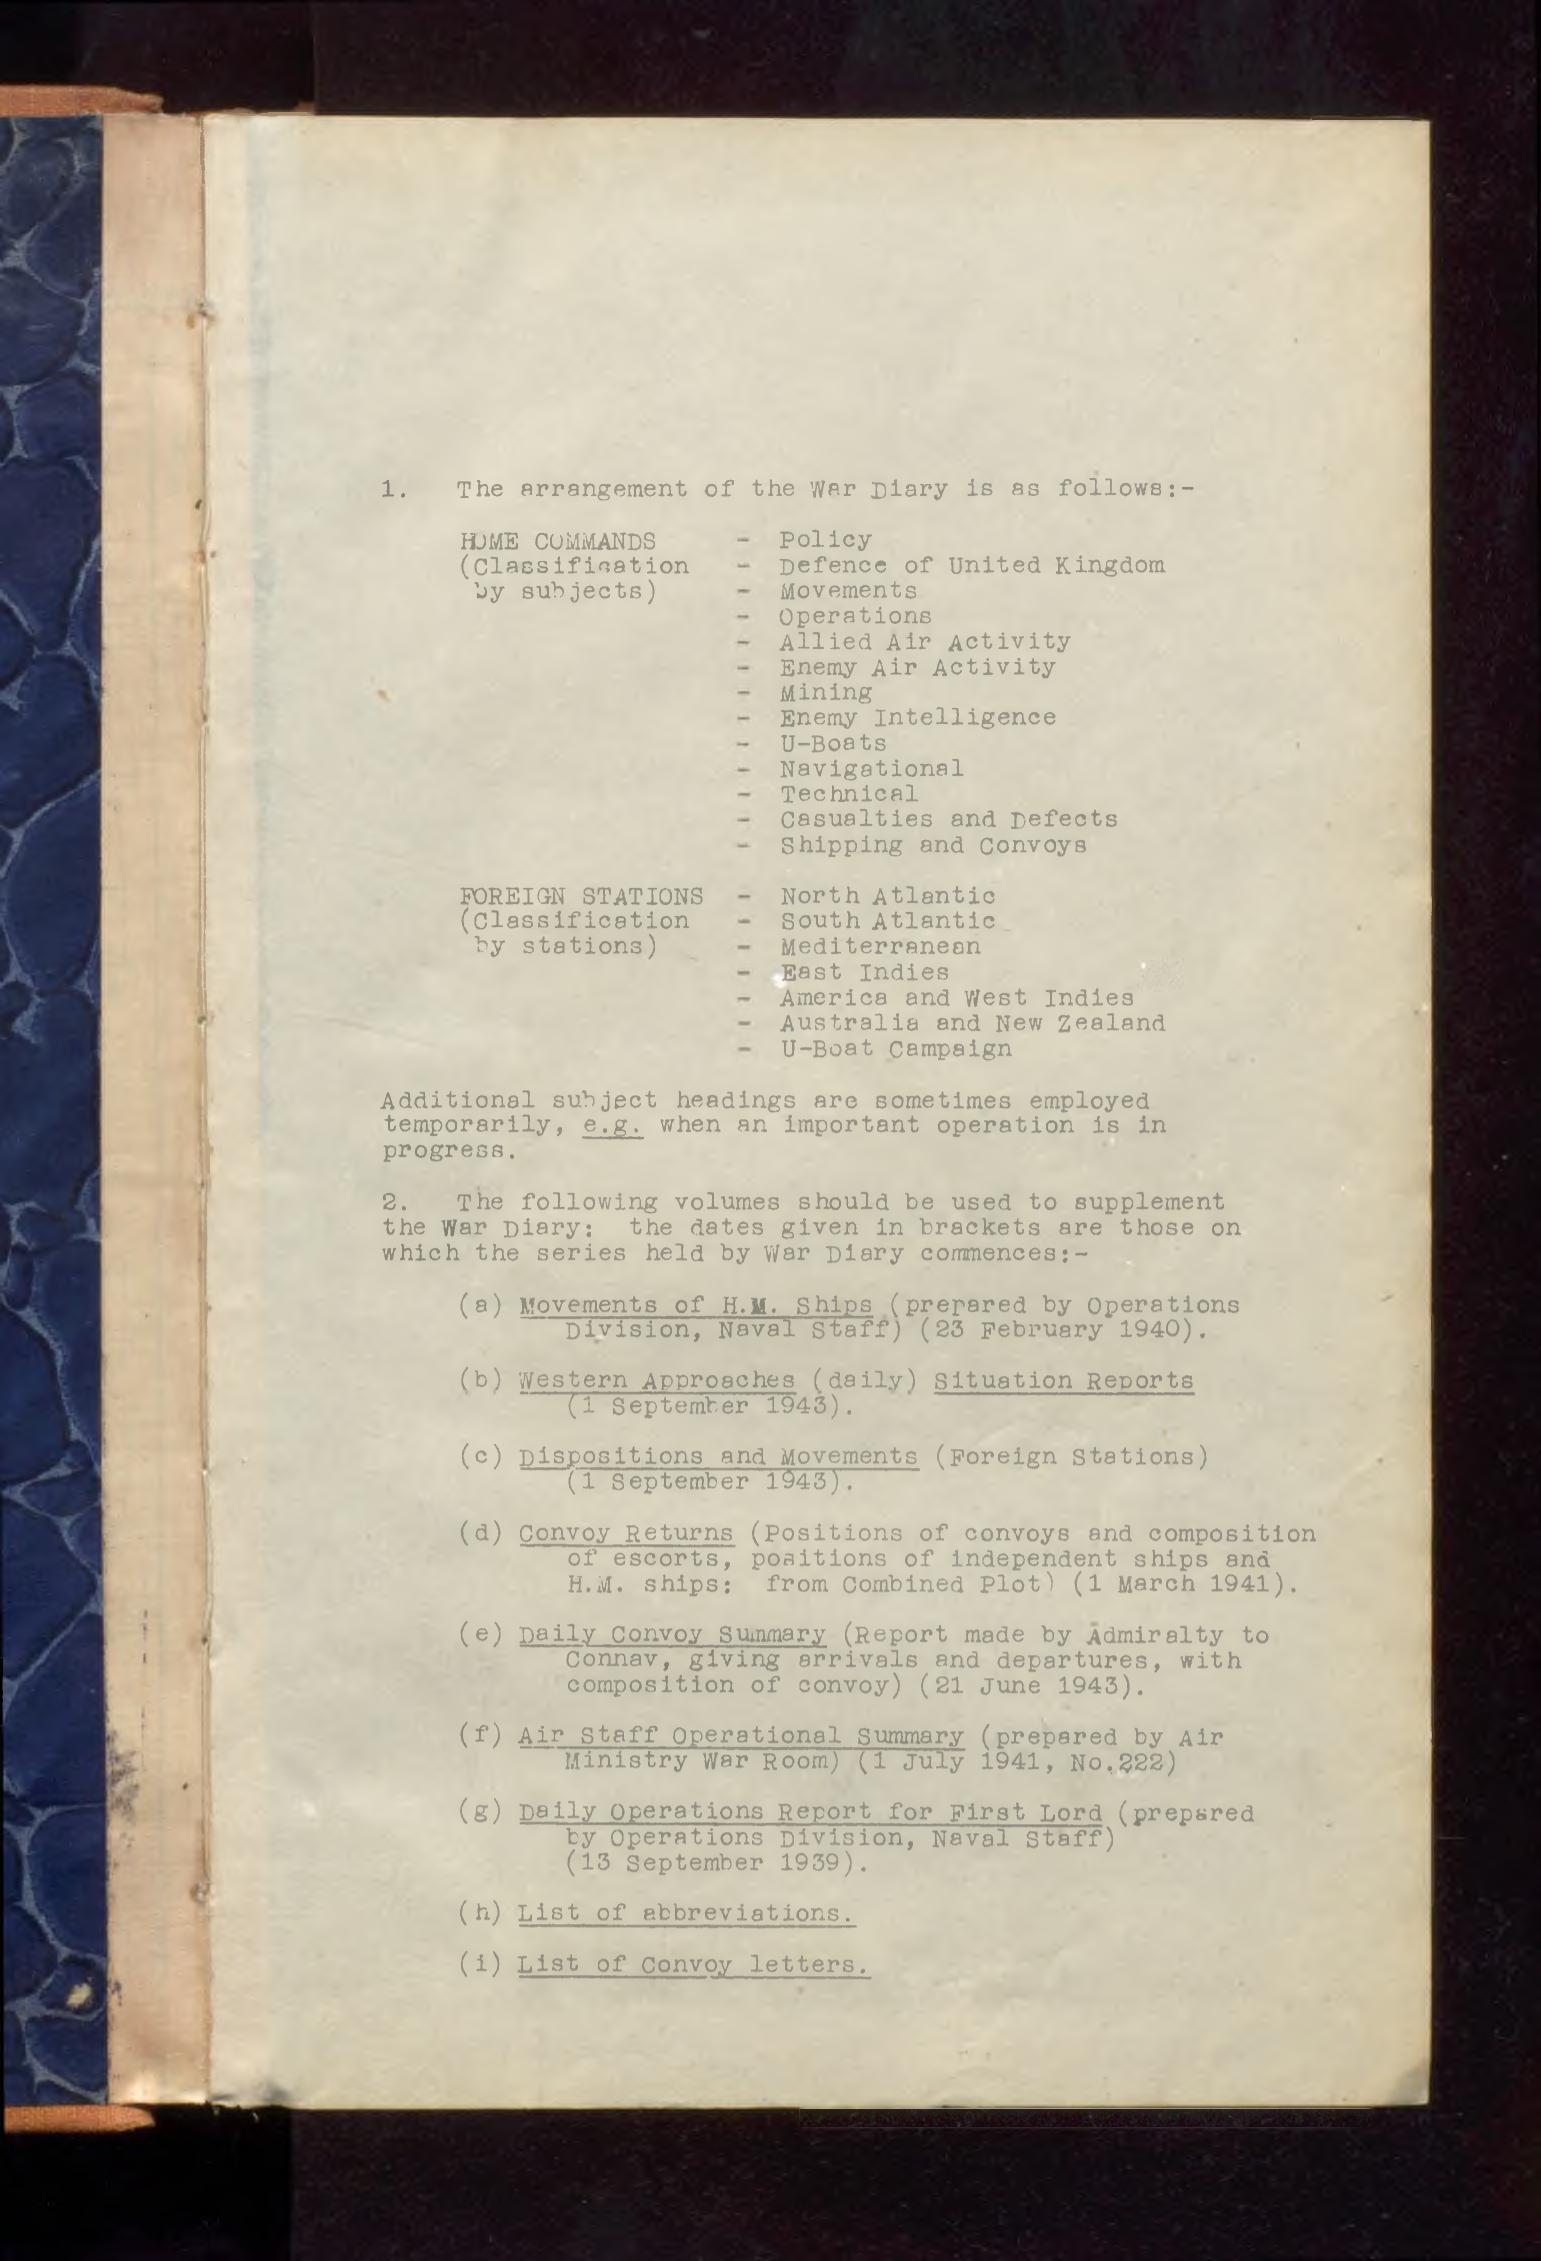 1. The arrangement of the War Diary is as follows:-
HOME COMMANDS - Policy
(Classification - Defence of United Kingdom
by subjects) - Movements
- Operations
- Allied Air Activity
- Enemy Air Activity
- Mining
- Enemy Intelligence
- U-Boats
- Navigational
- Technical
- Casualties and Defects
- Shipping and Convoys
FOREIGN STATIONS - North Atlantic
(Classification - South Atlantic
by stations) - Mediterranean
- East Indies
- America and West Indies
- Australia and New Zealand
- U-Boat Campaign
Additional subject headings are sometimes employed
temporarily, e.g. when an important operation is in
progress.
2. The following volumes should be used to supplement
the War Diary: the dates given in brackets are those on
which the series held by War Diary commences:-
(a) Movements of H.M. Ships (prepared by Operations
Division, Naval Staff) (23 February 1940).
(b) Western Approaches (daily) Situation Reports
(1 September 1943).
(c) Dispositions and Movements (Foreign Stations)
(1 September 1943).
(d) Convoy Returns (Positions of convoys and composition
of escorts, positions of independent ships and
H.M. ships: from Combined Plot) (1 March 1941).
(e) Daily Convoy Summary (Report made by Admiralty to
Connav, giving arrivals and departures, with
composition of convoy) (21 June 1943).
(f) Air Staff Operational Summary (prepared by Air
Ministry War Room) (1 July 1941, No.222)
(g) Daily Operations Report for First Lord (prepared
by Operations Division, Naval Staff)
(13 September 1939).
(h) List of abbreviations.
(i) List of Convoy letters.